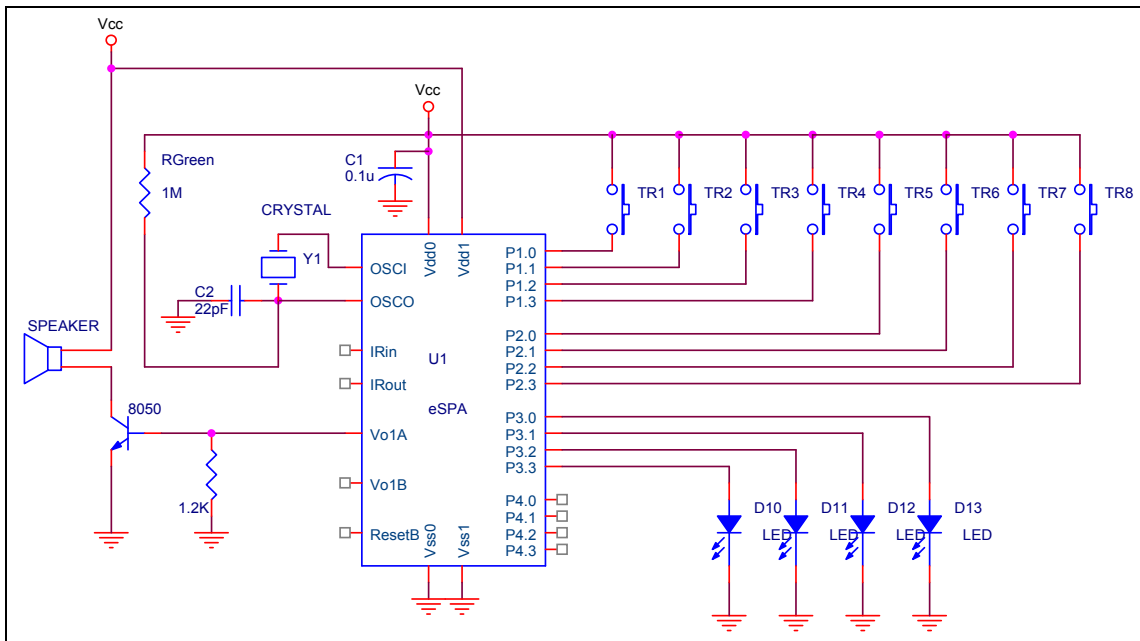 Vcc
Vcc
RGreen
1M
C1
0.1u
TR1
TR2
TR3
TR4
TR5
TR6
TR7
TR8
CRYSTAL
Y1
C2
22pF
SPEAKER
8050
1.2K
U1
eSPA
Vdd0
Vdd1
OSCI
OSCO
IRin
IRout
Vo1A
Vo1B
ResetB
Vss0
Vss1
P1.0
P1.1
P1.2
P1.3
P2.0
P2.1
P2.2
P2.3
P3.0
P3.1
P3.2
P3.3
P4.0
P4.1
P4.2
P4.3
D10
D11
D12
D13
LED
LED
LED
LED